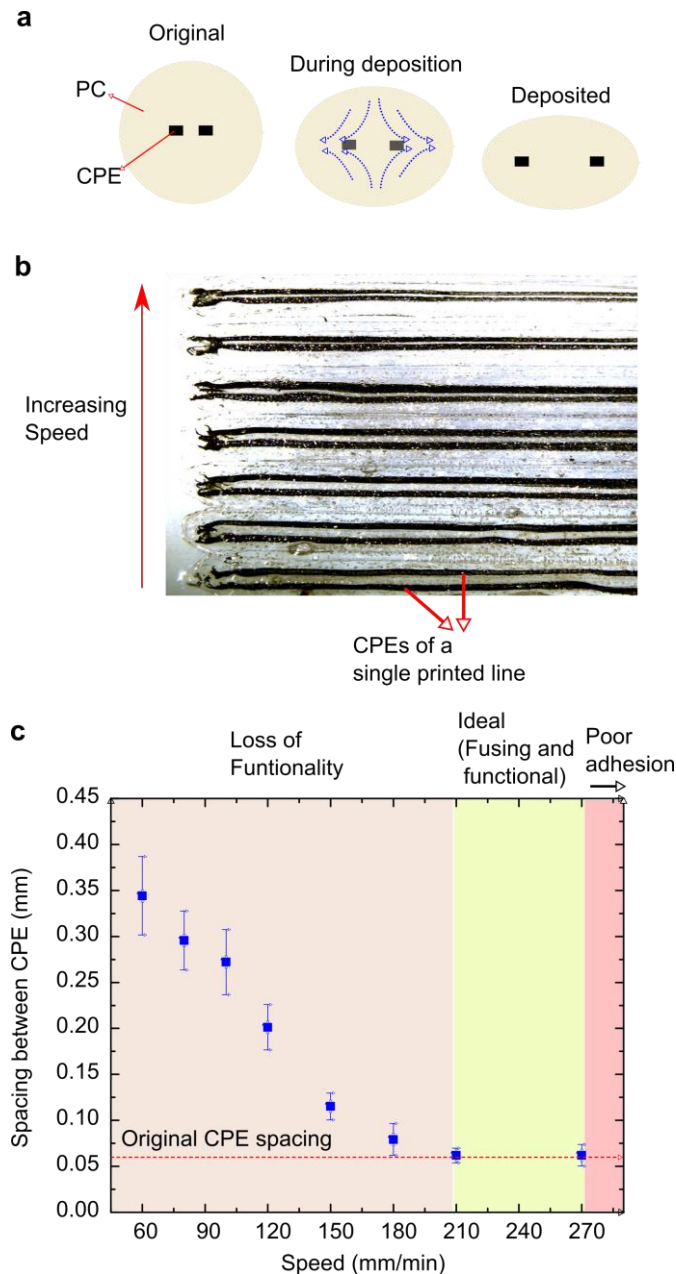 a
Original
During deposition
Deposited
PC
CPE
b
Increasing
Speed
CPEs of a
single printed line
c
Loss of
Funtionality
Ideal
(Fusing and
functional)
Poor
adhesion
0.45
0.40
0.35
0.30
0.25
0.20
0.15
0.10
0.05
0.00
Spacing between CPE (mm)
Original CPE spacing
60 90 120 150 180 210 240 270
Speed (mm/min)